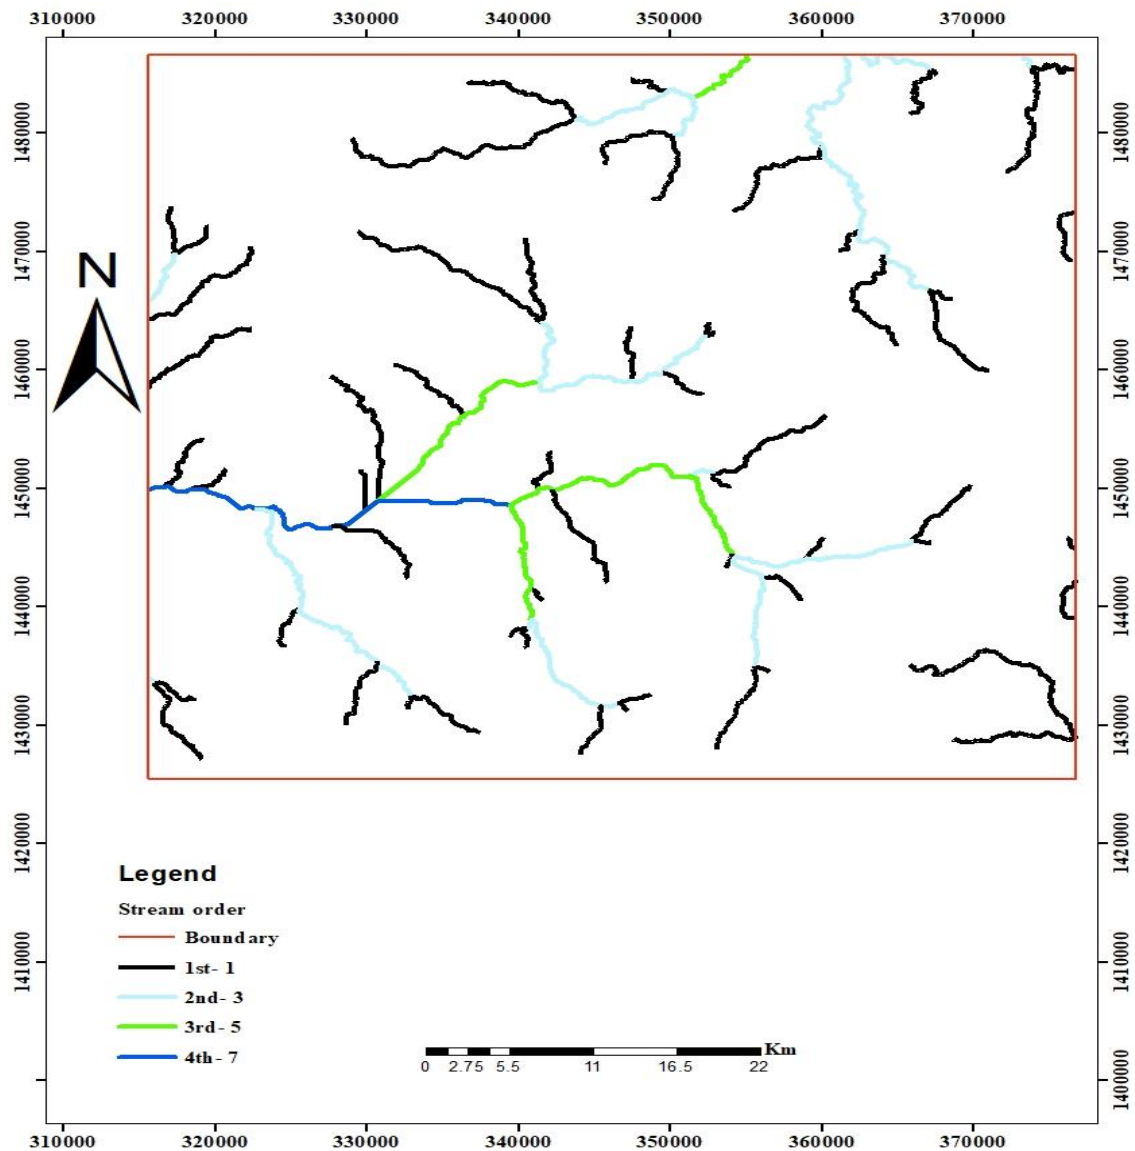 310000 320000 330000 340000 350000 360000 370000
1480000 1480000
1470000 1470000
N
1460000 1460000
1450000 1450000
1440000 1440000
1430000 1430000
1420000 1420000
Legend
Stream order
Boundary
1410000 1410000
1st- 1
2nd- 3
3rd- 5
4th- 7
Km
0 2.75 5.5 11 16.5 22
1400000
310000 320000 330000 340000 350000 360000 370000